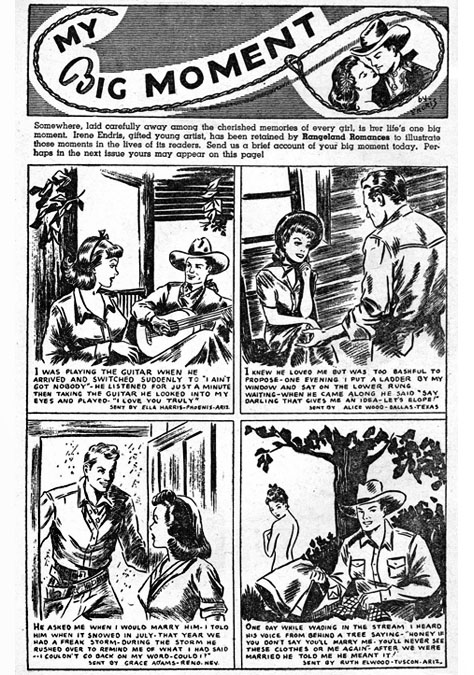 MY
BIG MOMENT
Somewhere, laid carefully away among the cherished memories of every girl, is her life's one big
moment. Irene Endris, gifted young artist, has been retained by Rangeland Romances to illustrate
those moments in the lives of its readers. Send us a brief account of your big moment today. Per-
haps in the next issue yours may appear on this page!
I WAS PLAYING THE GUITAR WHEN HE
ARRIVED AND SWITCHED SUDDENLY TO "I AIN'T
GOT NOBODY"-HE LISTENED FOR JUST A MINUTE
THEN TAKING THE GUITAR HE LOOKED INTO MY
EYES AND PLAYED-"I LOVE YOU TRULY"
SENT BY ELLA HARRIS-PHOENIS-ARIZ.
I KNEW HE LOVED ME BUT WAS TOO BASHFUL TO
PROPOSE-ONE EVENING I PUT A LADDER BY MY
WINDOW AND SAT ON THE LOWER RUNG
WAITING-WHEN HE CAME ALONG HE SAID "SAY
DARLING THAT GIVES ME AN IDEA-LET'S ELOPE!"
SENT BY ALICE WOOD-DALLAS-TEXAS
HE ASKED ME WHEN I WOULD MARRY HIM-I TOLD
HIM WHEN IT SNOWED IN JULY-THAT YEAR WE
HAD A FREAK STORM-DURING THE STORM HE
RUSHED OVER TO REMIND ME OF WHAT I HAD SAID
--I COULDN'T GO BACK ON MY WORD-COULD I?"
SENT BY GRACE ADAMS-RENO. NEV.
ONE DAY WHILE WADING IN THE STREAM I HEARD
HIS VOICE FROM BEHIND A TREE SAYING-"HONEY IF
YOU DON'T SAY YOU'LL MARRY ME-YOU'LL NEVER SEE
THESE CLOTHES OR ME AGAIN"-AFTER WE WERE
MARRIED HE TOLD ME HE MEANT IT!
SENT BY RUTH ELWOOD-TUSCON-ARIZ.